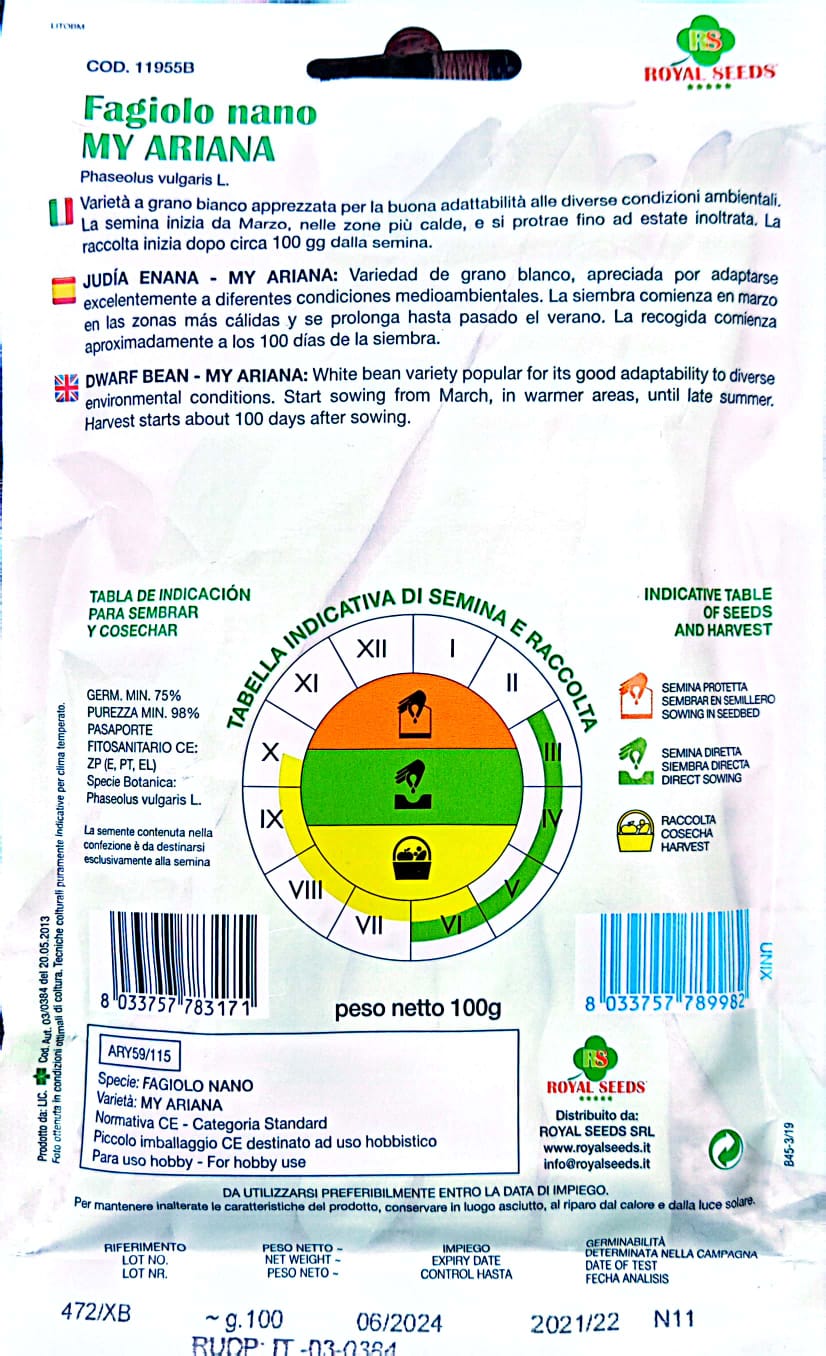 LITOBM
COD. 11955B
RS
ROYAL SEEDS
Fagiolo nano
MY ARIANA
Phaseolus vulgaris L.
Varietà a grano bianco apprezzata per la buona adattabilità alle diverse condizioni ambientali.
La semina inizia da Marzo, nelle zone più calde, e si protrae fino ad estate inoltrata. La
raccolta inizia dopo circa 100 gg dalla semina.
JUDÍA ENANA - MY ARIANA: Variedad de grano blanco, apreciada por adaptarse
excelentemente a diferentes condiciones medioambientales. La siembra comienza en marzo
en las zonas más cálidas y se prolonga hasta pasado el verano. La recogida comienza
aproximadamente a los 100 días de la siembra.
DWARF BEAN - MY ARIANA: White bean variety popular for its good adaptability to diverse
environmental conditions. Start sowing from March, in warmer areas, until late summer.
Harvest starts about 100 days after sowing.
TABLA DE INDICACIÓN
PARA SEMBRAR
Y COSECHAR
TABELLA INDICATIVA DI SEMINA E RACCOLTA
INDICATIVE TABLE
OF SEEDS
AND HARVEST
I
II
III
IV
V
VI
VII
VIII
IX
X
XI
XII
GERM. MIN. 75%
PUREZZA MIN. 98%
PASAPORTE
FITOSANITARIO CE:
ZP (E, PT, EL)
Specie Botanica:
Phaseolus vulgaris L.
La semente contenuta nella
confezione è da destinarsi
esclusivamente alla semina
SEMINA PROTETTA
SEMBRAR EN SEMILLERO
SOWING IN SEEDBED
SEMINA DIRETTA
SIEMBRA DIRECTA
DIRECT SOWING
RACCOLTA
COSECHA
HARVEST
Prodotto da: LIC. Cod. Aut. 03/0384 del 20.05.2013
Foto ottenuta in condizioni ottimali di coltura. Tecniche colturali puramente indicative per clima temperato.
8 033757 783171
peso netto 100g
8 033757 789982
UNIX
ARY59/115
Specie: FAGIOLO NANO
Varietà: MY ARIANA
Normativa CE - Categoria Standard
Piccolo imballaggio CE destinato ad uso hobbistico
Para uso hobby - For hobby use
RS
ROYAL SEEDS
Distribuito da:
ROYAL SEEDS SRL
www.royalseeds.it
info@royalseeds.it
B45-3/19
DA UTILIZZARSI PREFERIBILMENTE ENTRO LA DATA DI IMPIEGO.
Per mantenere inalterate le caratteristiche del prodotto, conservare in luogo asciutto, al riparo dal calore e dalla luce solare.
RIFERIMENTO
LOT NO.
LOT NR.
PESO NETTO ~
NET WEIGHT ~
PESO NETO ~
IMPIEGO
EXPIRY DATE
CONTROL HASTA
GERMINABILITÀ
DETERMINATA NELLA CAMPAGNA
DATE OF TEST
FECHA ANALISIS
472/XB ~ g.100 06/2024 2021/22 N11
RUOP: IT -03-0384